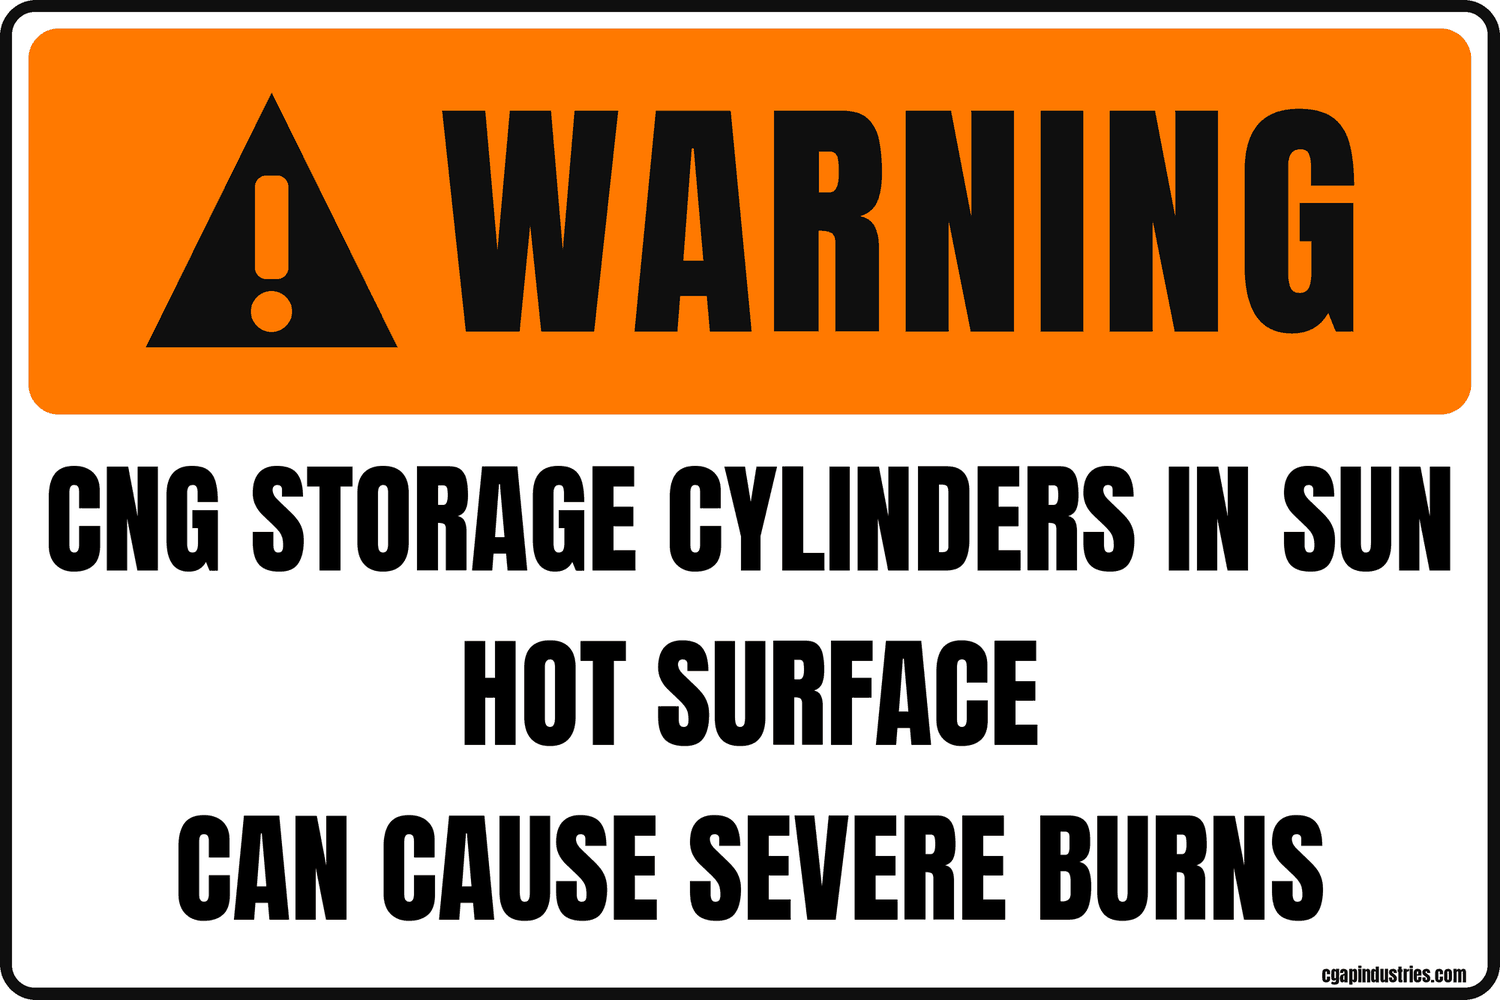 WARNING
CNG STORAGE CYLINDERS IN SUN
HOT SURFACE
CAN CAUSE SEVERE BURNS
cgapindustries.com